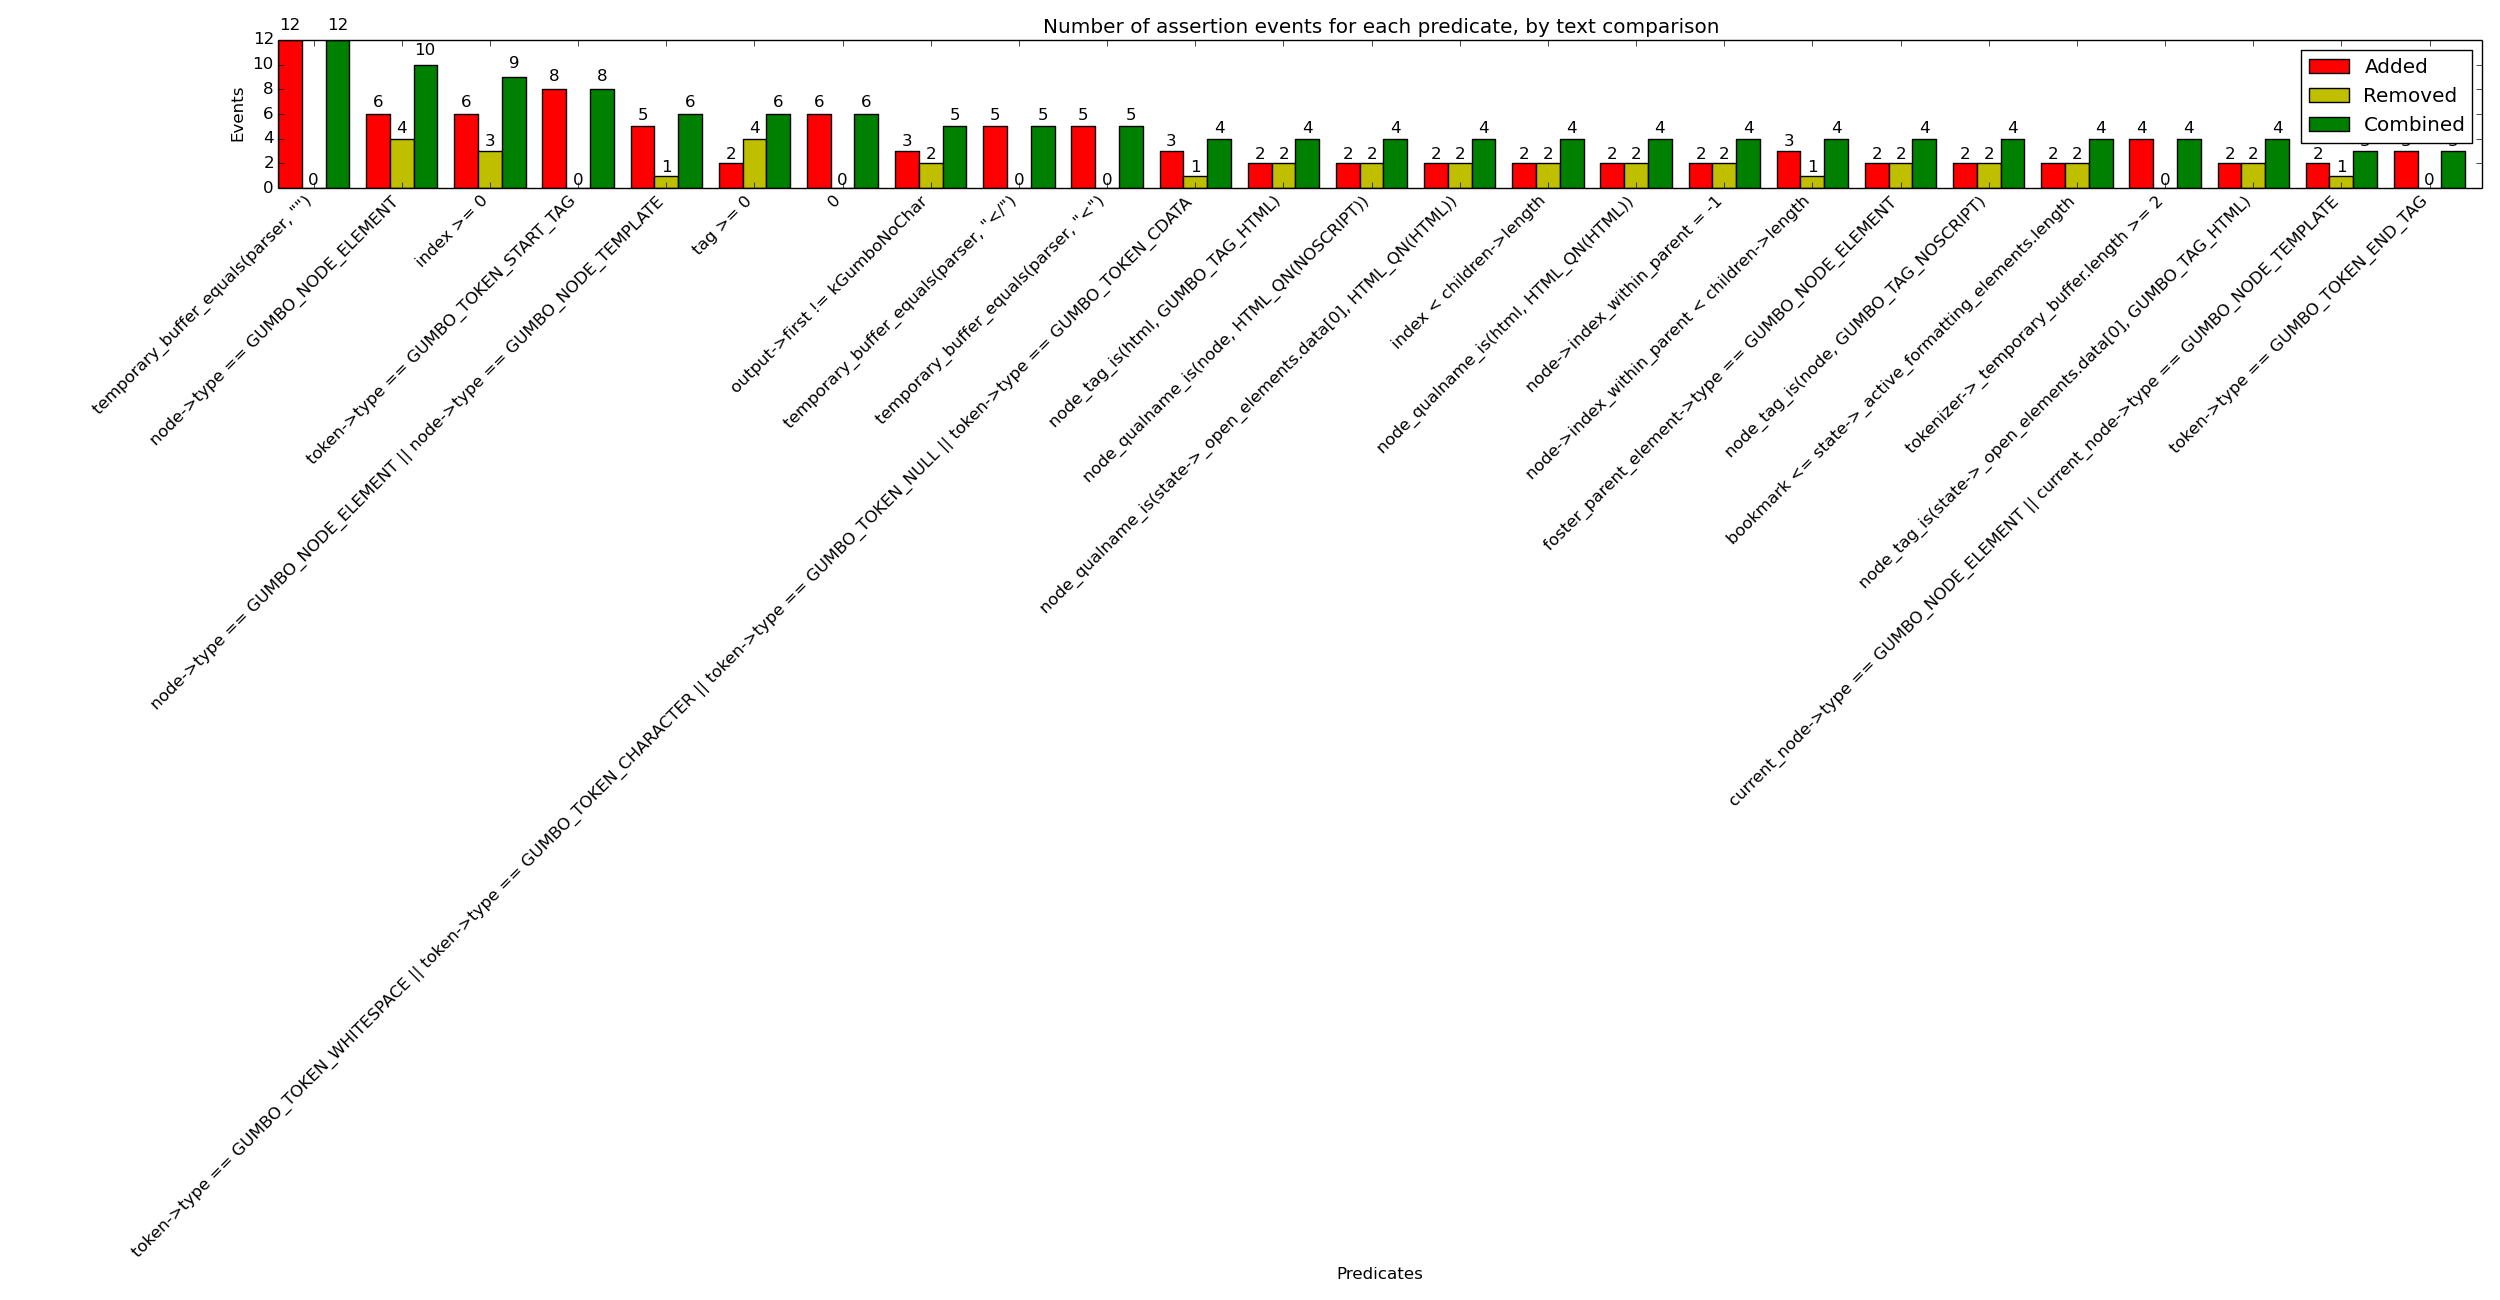 Number of assertion events for each predicate, by text comparison
Events
12
10
8
6
4
2
0
12 0 12
6 4 10
6 3 9
8 0 8
5 1 6
2 4 6
6 0 6
3 2 5
5 0 5
5 0 5
3 1 4
2 2 4
2 2 4
2 2 4
2 2 4
2 2 4
2 2 4
3 1 4
2 2 4
2 2 4
2 2 4
4 0 4
2 2 4
2 1
0
Added
Removed
Combined
temporary_buffer_equals(parser, "")
node->type == GUMBO_NODE_ELEMENT
index >= 0
token->type == GUMBO_TOKEN_START_TAG
node->type == GUMBO_NODE_ELEMENT || node->type == GUMBO_NODE_TEMPLATE
tag >= 0
0
output->first != kGumboNoChar
temporary_buffer_equals(parser, "</")
temporary_buffer_equals(parser, "<")
token->type == GUMBO_TOKEN_WHITESPACE || token->type == GUMBO_TOKEN_CHARACTER || token->type == GUMBO_TOKEN_NULL || token->type == GUMBO_TOKEN_CDATA
node_tag_is(html, GUMBO_TAG_HTML)
node_qualname_is(node, HTML_QN(NOSCRIPT))
node_qualname_is(state->_open_elements.data[0], HTML_QN(HTML))
index < children->length
node_qualname_is(html, HTML_QN(HTML))
node->index_within_parent = -1
node->index_within_parent < children->length
foster_parent_element->type == GUMBO_NODE_ELEMENT
node_tag_is(node, GUMBO_TAG_NOSCRIPT)
bookmark <= state->_active_formatting_elements.length
tokenizer->_temporary_buffer.length >= 2
node_tag_is(state->_open_elements.data[0], GUMBO_TAG_HTML)
current_node->type == GUMBO_NODE_ELEMENT || current_node->type == GUMBO_NODE_TEMPLATE
token->type == GUMBO_TOKEN_END_TAG
Predicates